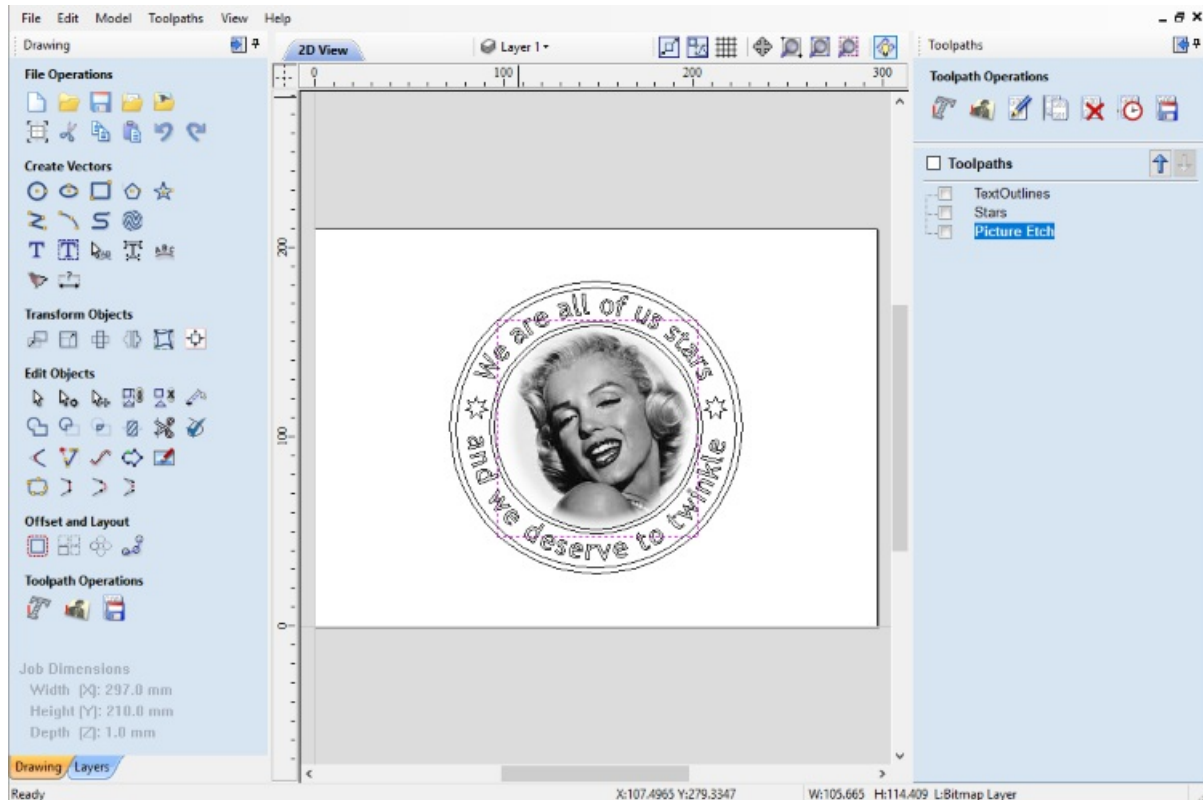 File Edit Model Toolpaths View Help
Drawing
2D View
Layer 1
Toolpaths
File Operations
Toolpath Operations
0 100 200 300
Toolpaths
Create Vectors
TextOutlines
Stars
Picture Etch
200
100
0
We are all of us stars
and we deserve to twinkle
Transform Objects
Edit Objects
Offset and Layout
Toolpath Operations
Job Dimensions
Width [X]: 297.0 mm
Height [Y]: 210.0 mm
Depth [Z]: 1.0 mm
Drawing Layers
Ready
X:107.4965 Y:279.3347
W:105.665 H:114.409 L:Bitmap Layer